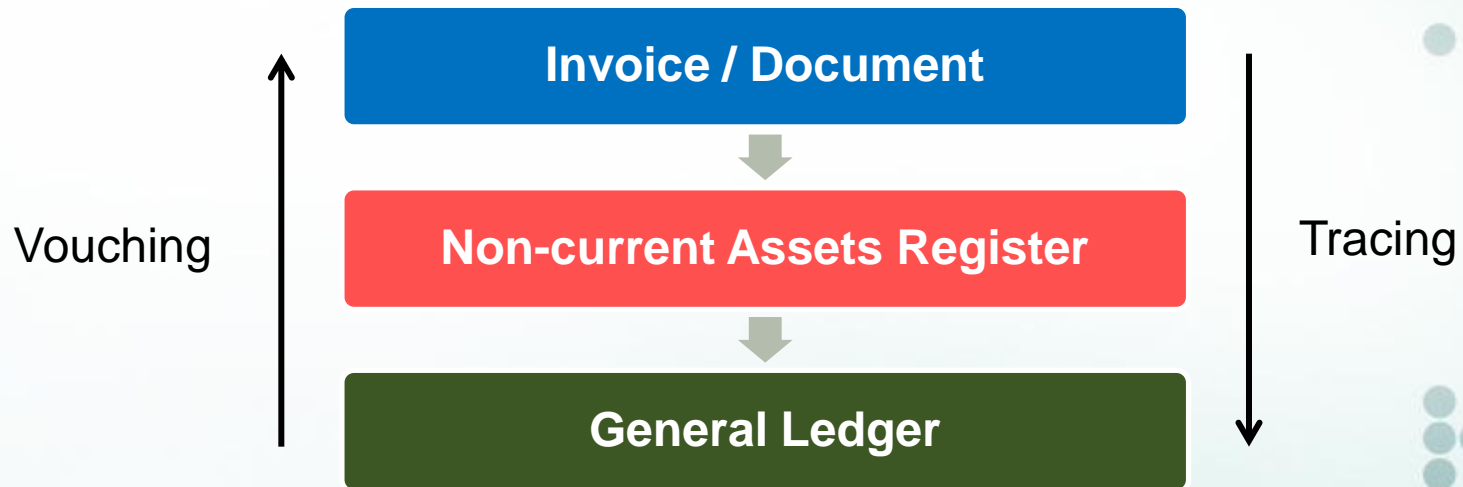 Invoice / Document
Vouching
Non-current Assets Register
Tracing
General Ledger